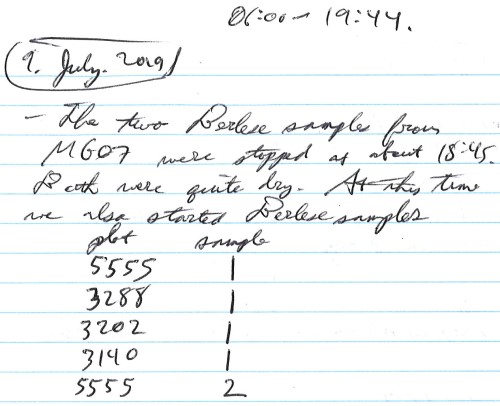 06:00 - 19:44.
9. July. 2019
- The two Berlese samples from
MG07 were stopped at about 18:45.
Both were quite dry. At this time
we also started Berlese samples
plot sample
5555 1
3288 1
3202 1
3140 1
5555 2